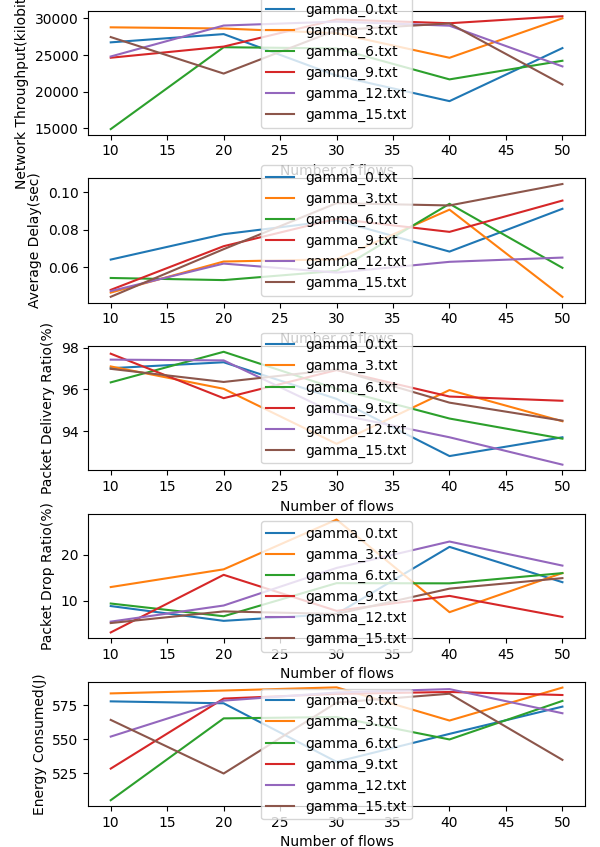 Network Throughput(kilobit
30000
25000
20000
15000
gamma_0.txt
gamma_3.txt
gamma_6.txt
gamma_9.txt
gamma_12.txt
gamma_15.txt
10 15 20 25 30 35 40 45 50
Number of flows
Average Delay(sec)
0.10
0.08
0.06
gamma_0.txt
gamma_3.txt
gamma_6.txt
gamma_9.txt
gamma_12.txt
gamma_15.txt
10 15 20 25 30 35 40 45 50
Number of flows
Packet Delivery Ratio(%)
98
96
94
gamma_0.txt
gamma_3.txt
gamma_6.txt
gamma_9.txt
gamma_12.txt
gamma_15.txt
10 15 20 25 30 35 40 45 50
Number of flows
Packet Drop Ratio(%)
20
10
gamma_0.txt
gamma_3.txt
gamma_6.txt
gamma_9.txt
gamma_12.txt
gamma_15.txt
10 15 20 25 30 35 40 45 50
Number of flows
Energy Consumed(J)
575
550
525
gamma_0.txt
gamma_3.txt
gamma_6.txt
gamma_9.txt
gamma_12.txt
gamma_15.txt
10 15 20 25 30 35 40 45 50
Number of flows